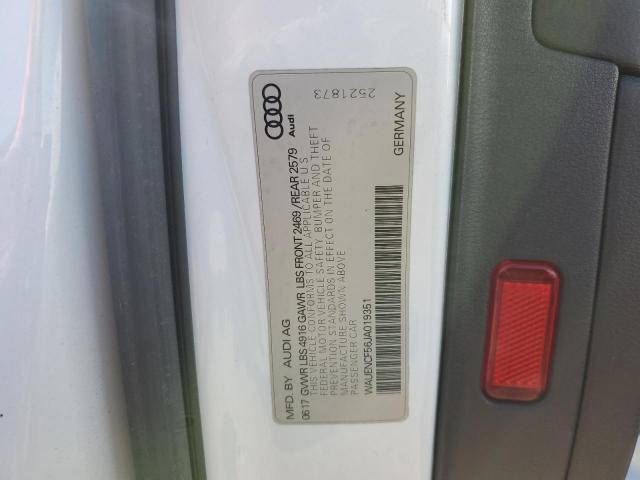 MFD. BY AUDI AG
Audi
0617 GVWR LBS 4916 GAWR LBS FRONT 2469/REAR 2579
THIS VEHICLE CONFORMS TO ALL APPLICABLE U S
FEDERAL MOTOR VEHICLE SAFETY, BUMPER AND THEFT
PREVENTION STANDARDS IN EFFECT ON THE DATE OF
MANUFACTURE SHOWN ABOVE
PASSENGER CAR
WAUENCF56JA019351
2521873
GERMANY